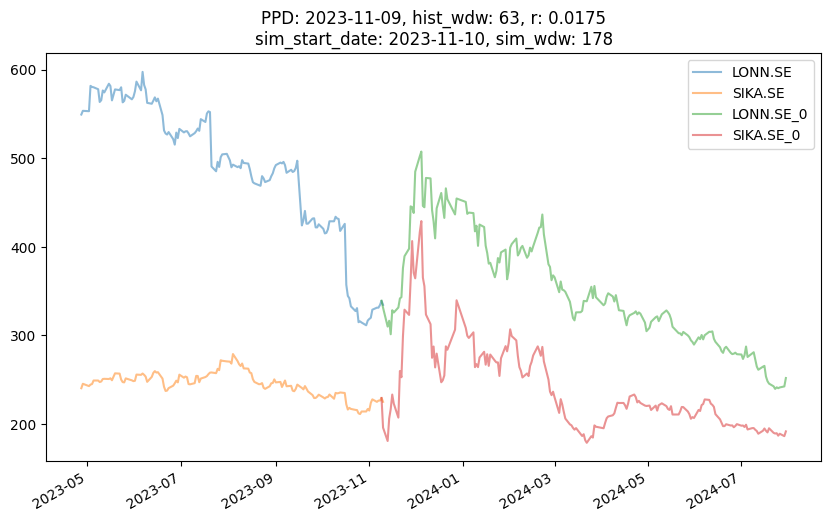 PPD: 2023-11-09, hist_wdw: 63, r: 0.0175
sim_start_date: 2023-11-10, sim_wdw: 178
LONN.SE
SIKA.SE
LONN.SE_0
SIKA.SE_0
600
500
400
300
200
2023-05
2023-07
2023-09
2023-11
2024-01
2024-03
2024-05
2024-07